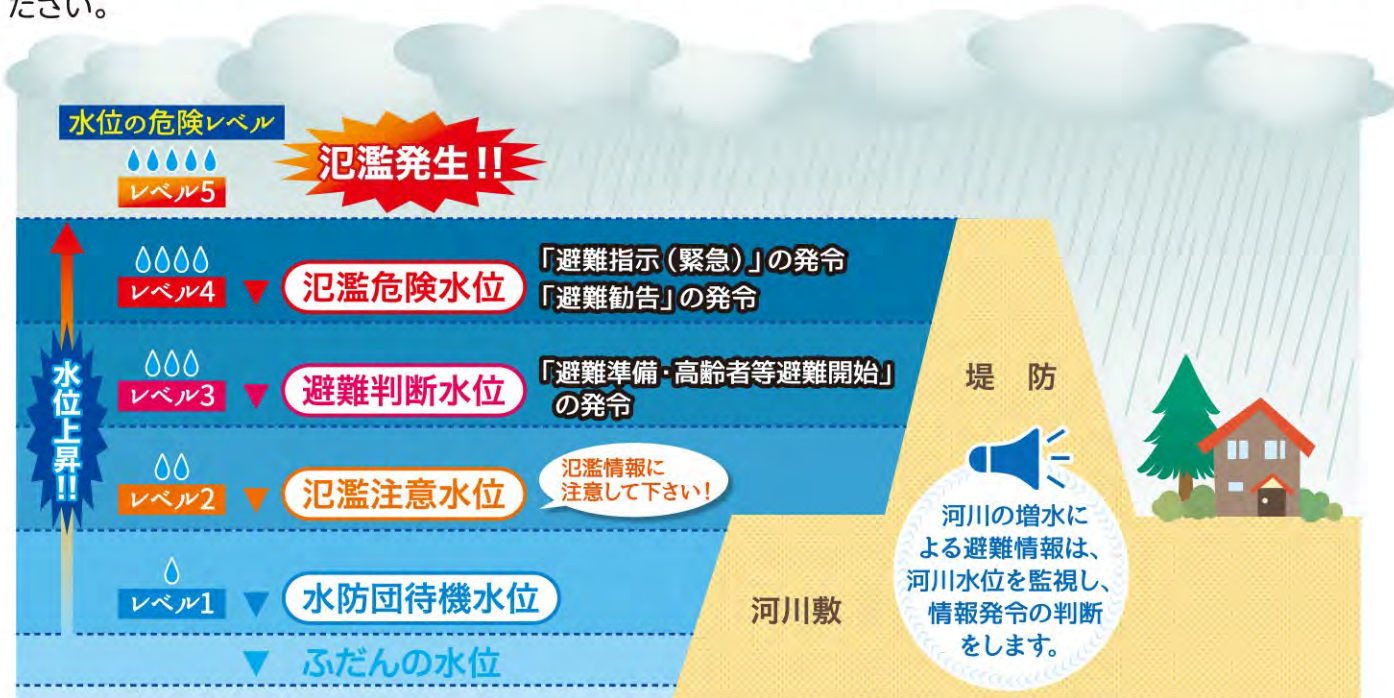 ださい。
水位の危険レベル
レベル5
氾濫発生!!
レベル4
▼
氾濫危険水位
「避難指示(緊急)」の発令
「避難勧告」の発令
レベル3
▼
避難判断水位
「避難準備・高齢者等避難開始」
の発令
水位上昇!!
レベル2
▼
氾濫注意水位
氾濫情報に
注意して下さい!
レベル1
▼
水防団待機水位
▼
ふだんの水位
堤 防
河川敷
河川の増水に
よる避難情報は、
河川水位を監視し、
情報発令の判断
をします。